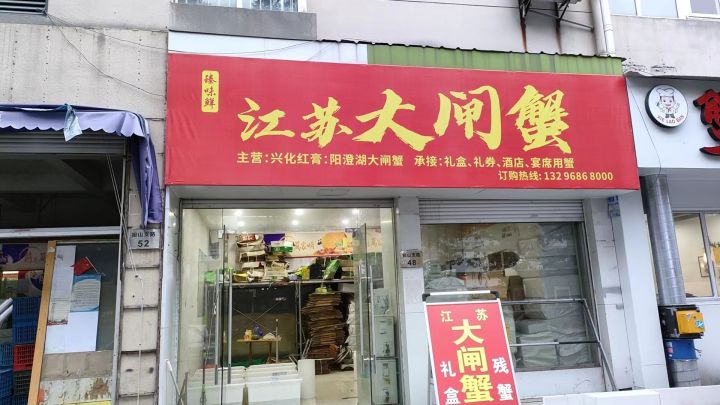 臻味鲜
江苏大闸蟹
主营：兴化红膏：阳澄湖大闸蟹 承接：礼盒、礼券、酒店、宴席用蟹
订购热线: 132 9686 8000
52
48
江苏
大闸蟹
礼盒
残蟹